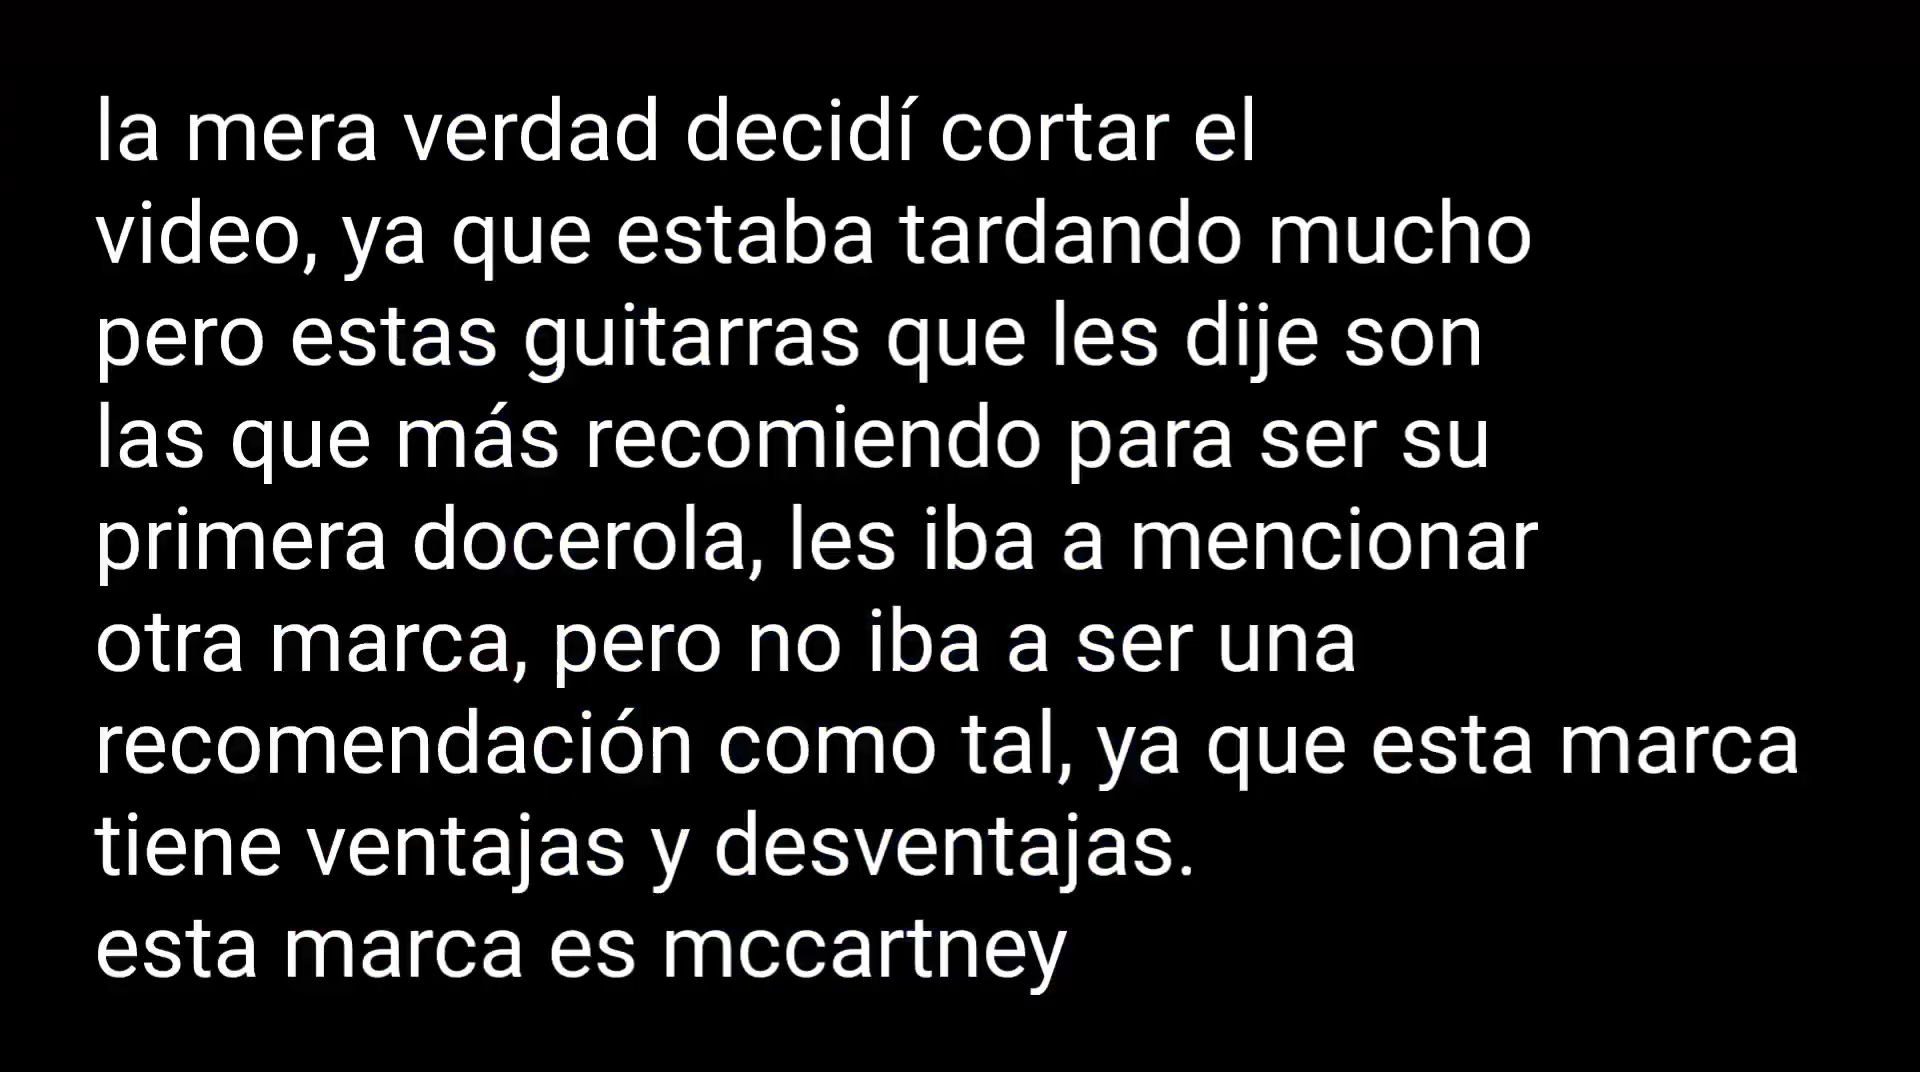 la mera verdad decidí cortar el
video, ya que estaba tardando mucho
pero estas guitarras que les dije son
las que más recomiendo para ser su
primera docerola, les iba a mencionar
otra marca, pero no iba a ser una
recomendación como tal, ya que esta marca
tiene ventajas y desventajas.
esta marca es mccartney